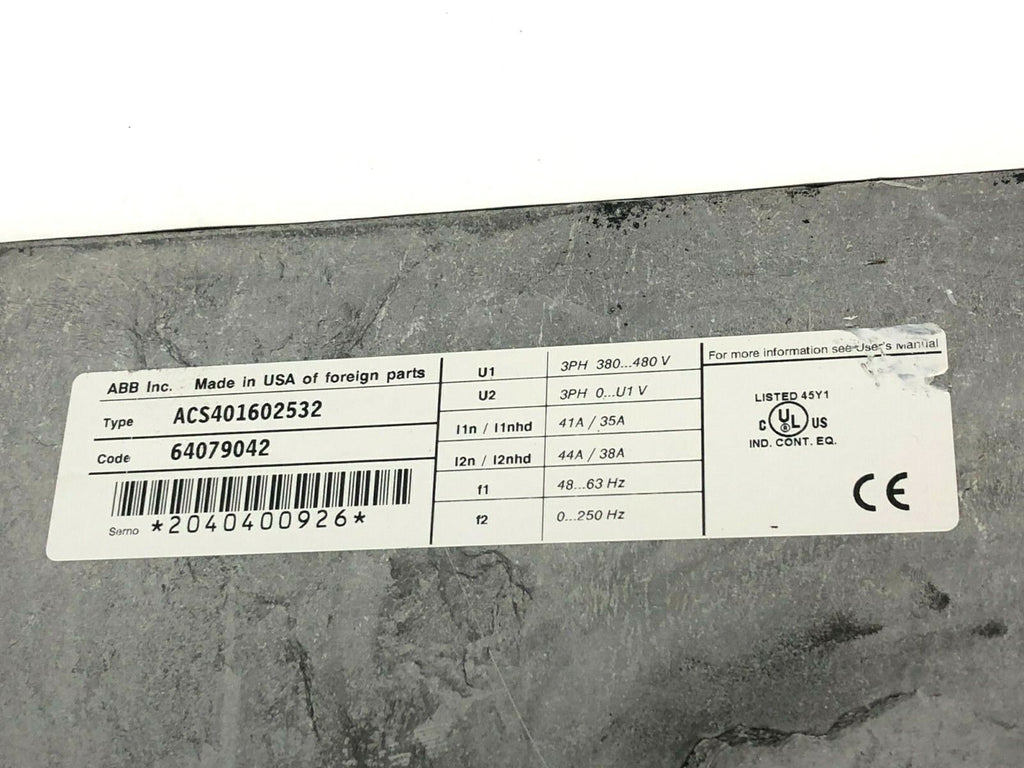 ABB Inc. Made in USA of foreign parts
Type ACS401602532
Code 64079042
Serno *2040400926*
U1 3PH 380...480 V
U2 3PH 0...U1 V
I1n / I1nhd 41A / 35A
I2n / I2nhd 44A / 38A
f1 48...63 Hz
f2 0...250 Hz
For more information see User's Manual
LISTED 45Y1
C UL US
IND. CONT. EQ.
CE